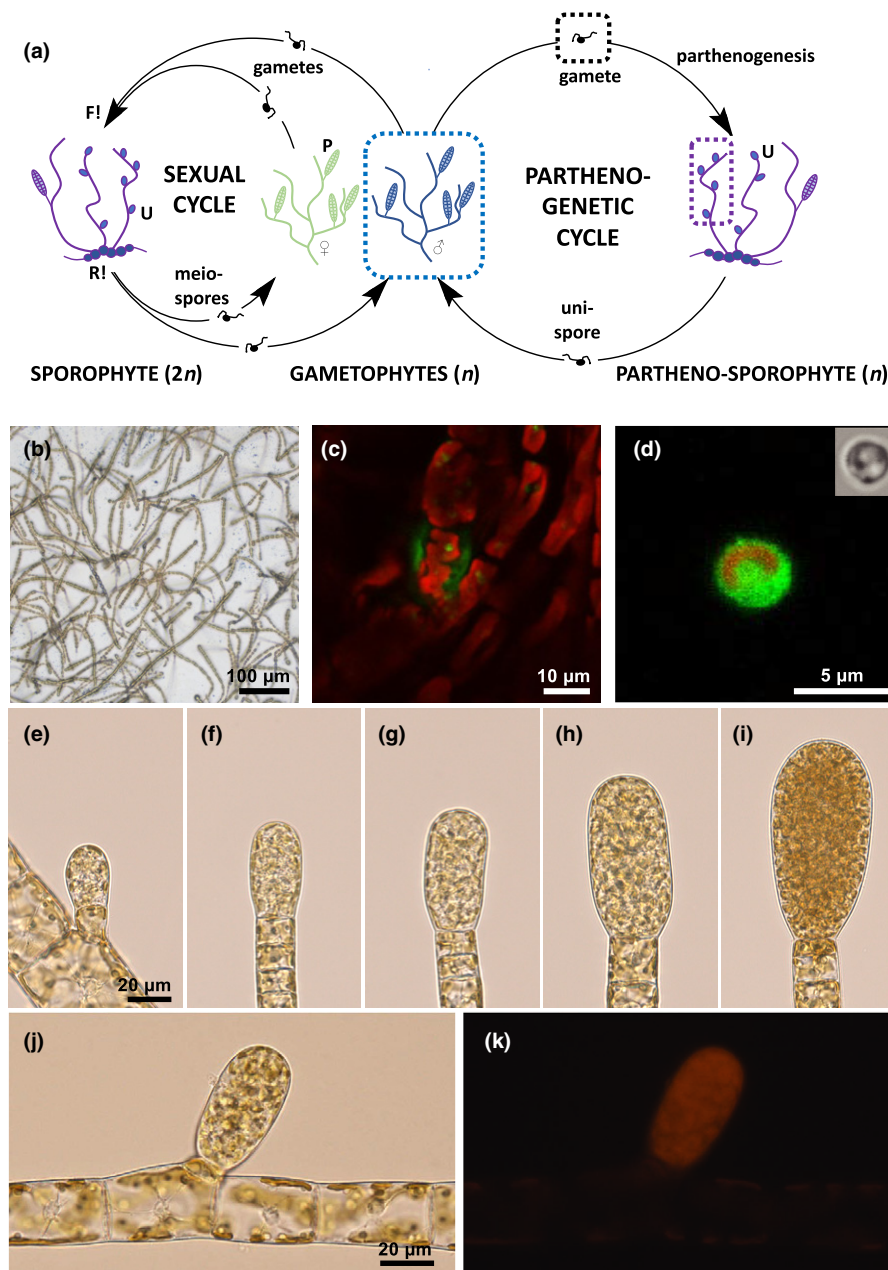 (a)
gametes
gamete
parthenogenesis
F!
P
U
SEXUAL
CYCLE
PARTHENO-
GENETIC
CYCLE
U
♀
♂
R!
meio-
spores
uni-
spore
SPOROPHYTE (2n)
GAMETOPHYTES (n)
PARTHENO-SPOROPHYTE (n)
(b)
100 µm
(c)
10 µm
(d)
5 µm
(e)
20 µm
(f)
(g)
(h)
(i)
(j)
20 µm
(k)